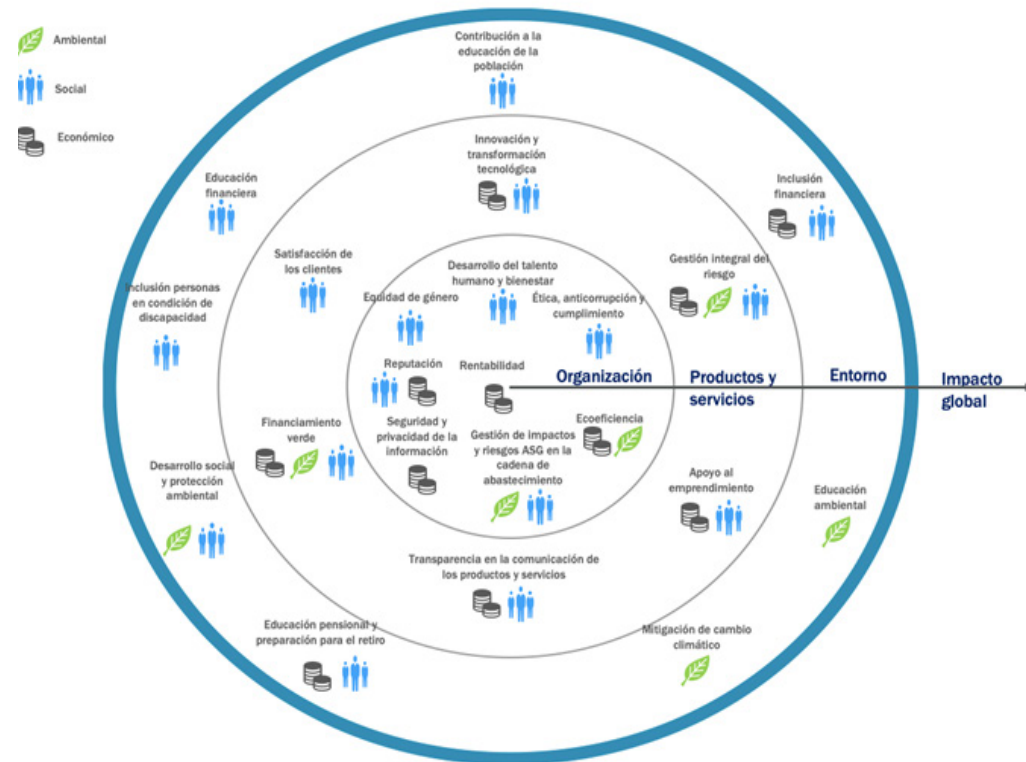 Ambiental
Social
Económico
Contribución a la
educación de la
población
Innovación y
transformación
tecnológica
Educación
financiera
Inclusión
financiera
Satisfacción de
los clientes
Desarrollo del talento
humano y bienestar
Gestión integral del
riesgo
Inclusión personas
en condición de
discapacidad
Equidad de género
Ética, anticorrupción y
cumplimiento
Reputación
Rentabilidad
Organización
Productos y
servicios
Entorno
Impacto
global
Financiamiento
verde
Seguridad y
privacidad de la
información
Gestión de impactos
y riesgos ASG en la
cadena de
abastecimiento
Ecoeficiencia
Desarrollo social
y protección
ambiental
Apoyo al
emprendimiento
Educación
ambiental
Transparencia en la comunicación de
los productos y servicios
Educación pensional y
preparación para el retiro
Mitigación de cambio
climático